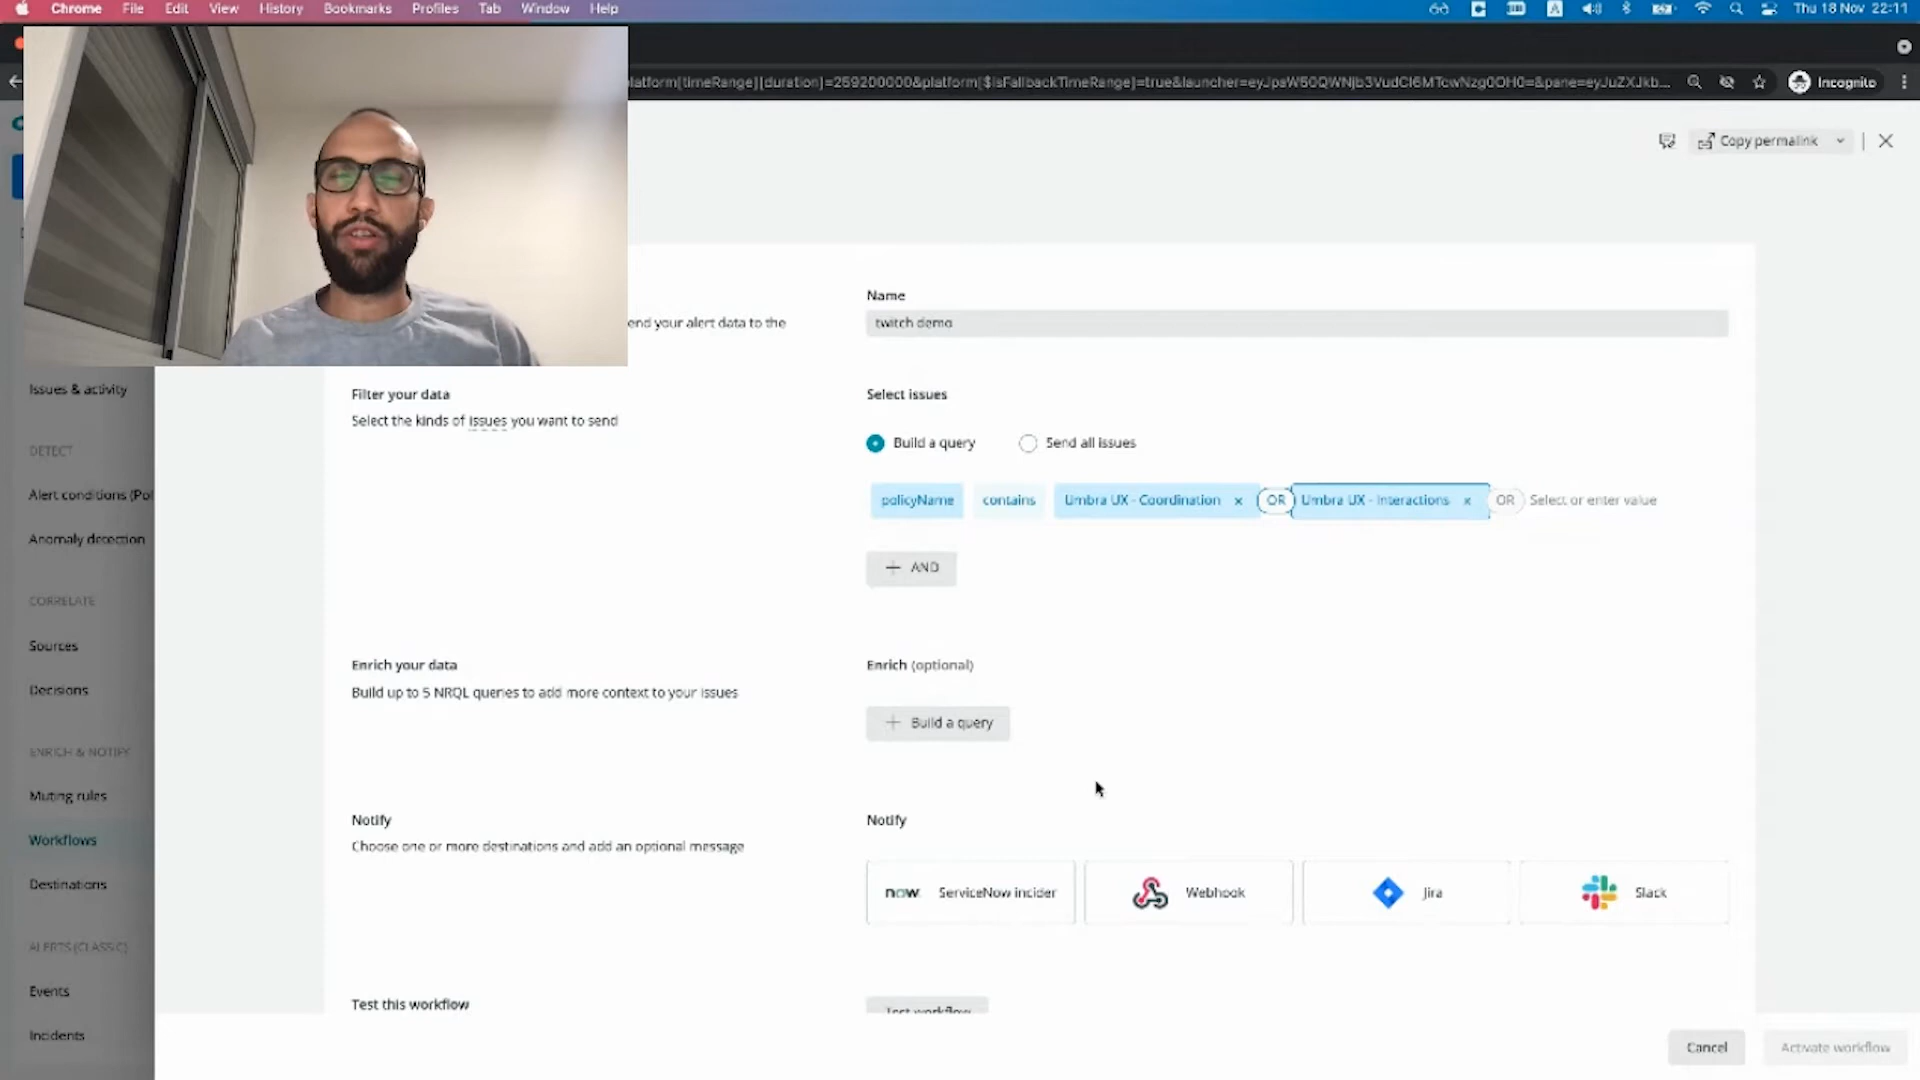 Chrome File Edit View History Bookmarks Profiles Tab Window Help
Thu 18 Nov 22:11
Incognito
Copy permalink
Name
end your alert data to the
twitch demo
Issues & activity
Filter your data
Select the kinds of issues you want to send
Select issues
Build a query
Send all issues
DETECT
Alert conditions (Pol
policyName contains Umbra UX - Coordination × OR Umbra UX - Interactions × OR Select or enter value
Anomaly detection
AND
CORRELATE
Sources
Decisions
Enrich your data
Build up to 5 NRQL queries to add more context to your issues
Enrich (optional)
Build a query
ENRICH & NOTIFY
Muting rules
Workflows
Destinations
Notify
Choose one or more destinations and add an optional message
Notify
now ServiceNow incider
Webhook
Jira
Slack
ALERTS (CLASSIC)
Events
Incidents
Test this workflow
Test workflow
Cancel
Activate workflow